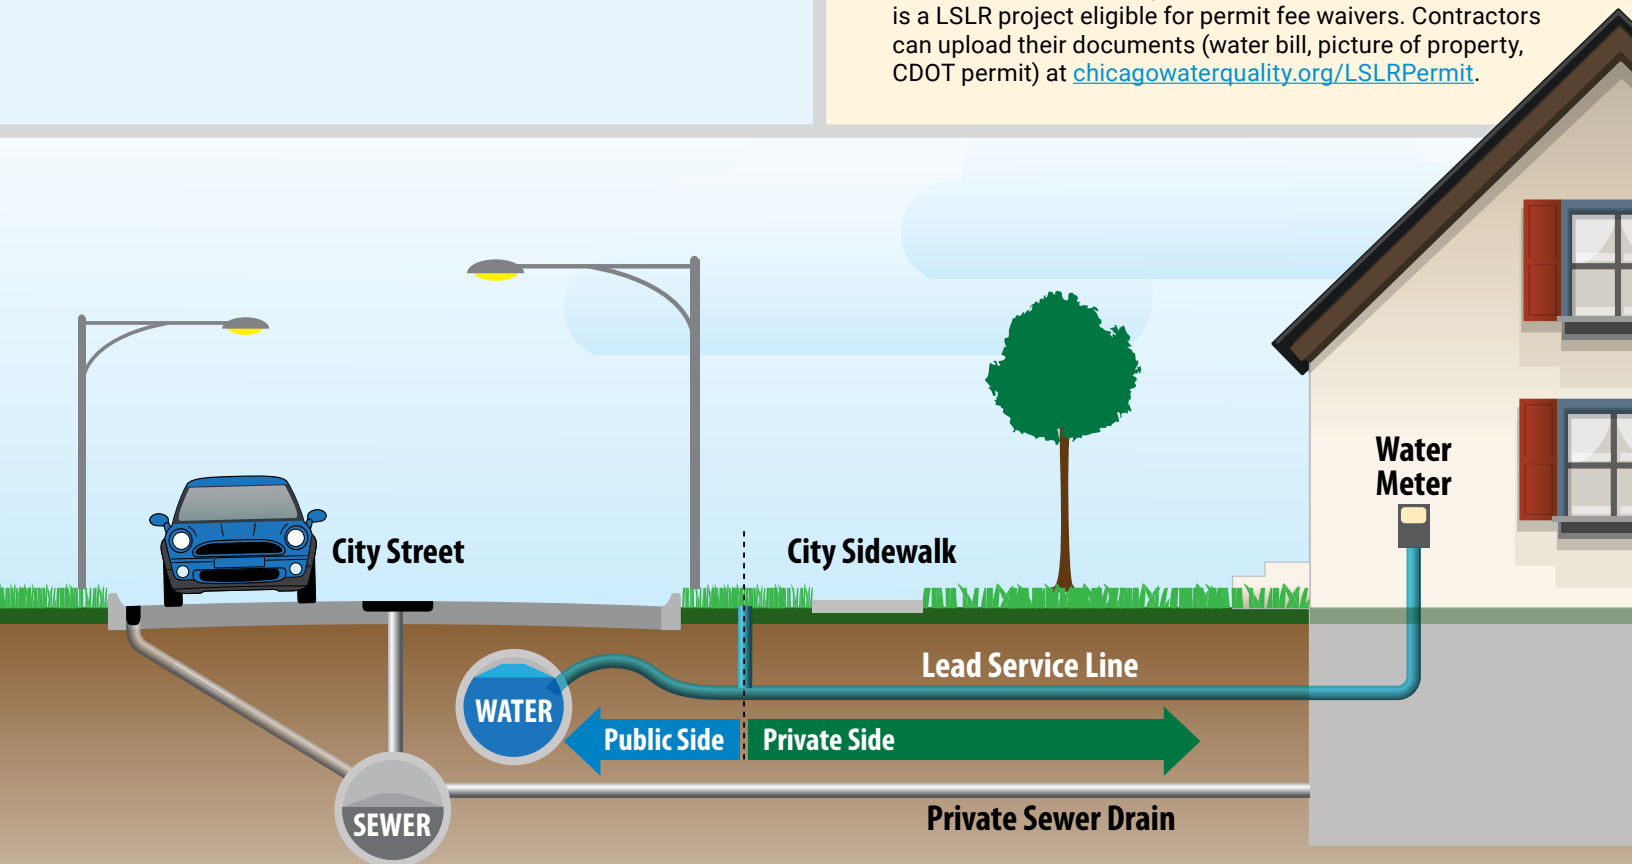 is a LSLR project eligible for permit fee waivers. Contractors
can upload their documents (water bill, picture of property,
CDOT permit) at chicagowaterquality.org/LSLRPermit.
Water
Meter
City Street
City Sidewalk
Lead Service Line
WATER
Public Side
Private Side
Private Sewer Drain
SEWER